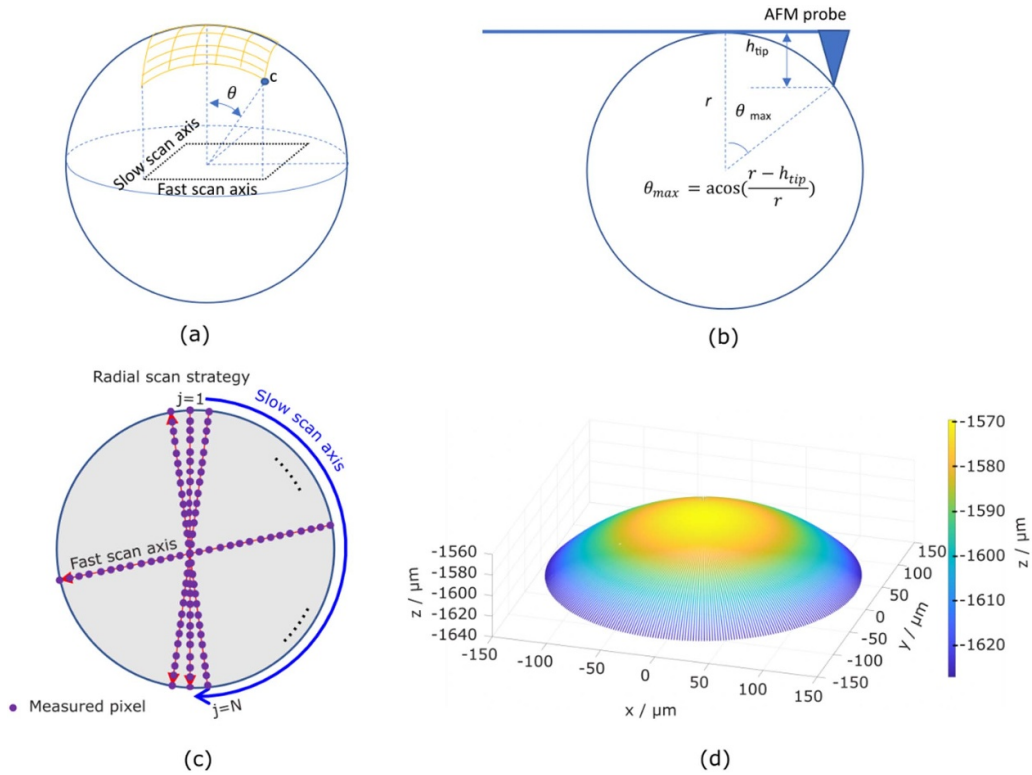 θ
c
Slow scan axis
Fast scan axis
(a)
AFM probe
h_tip
r
θ max
θ_max = acos(r − h_tip / r)
(b)
Radial scan strategy
j=1
Slow scan axis
Fast scan axis
j=N
Measured pixel
(c)
-1560
-1580
-1600
-1620
-1640
z / µm
-150
-100
-50
0
50
100
150
x / µm
150
100
50
0
-50
-100
-150
y / µm
-1570
-1580
-1590
-1600
-1610
-1620
z / µm
(d)